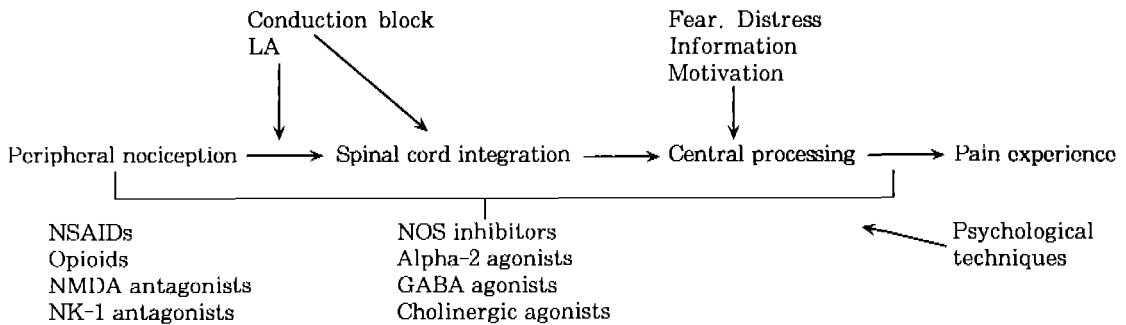 Conduction block
LA
Fear, Distress
Information
Motivation
Peripheral nociception
Spinal cord integration
Central processing
Pain experience
NSAIDs
Opioids
NMDA antagonists
NK-1 antagonists
NOS inhibitors
Alpha-2 agonists
GABA agonists
Cholinergic agonists
Psychological
techniques